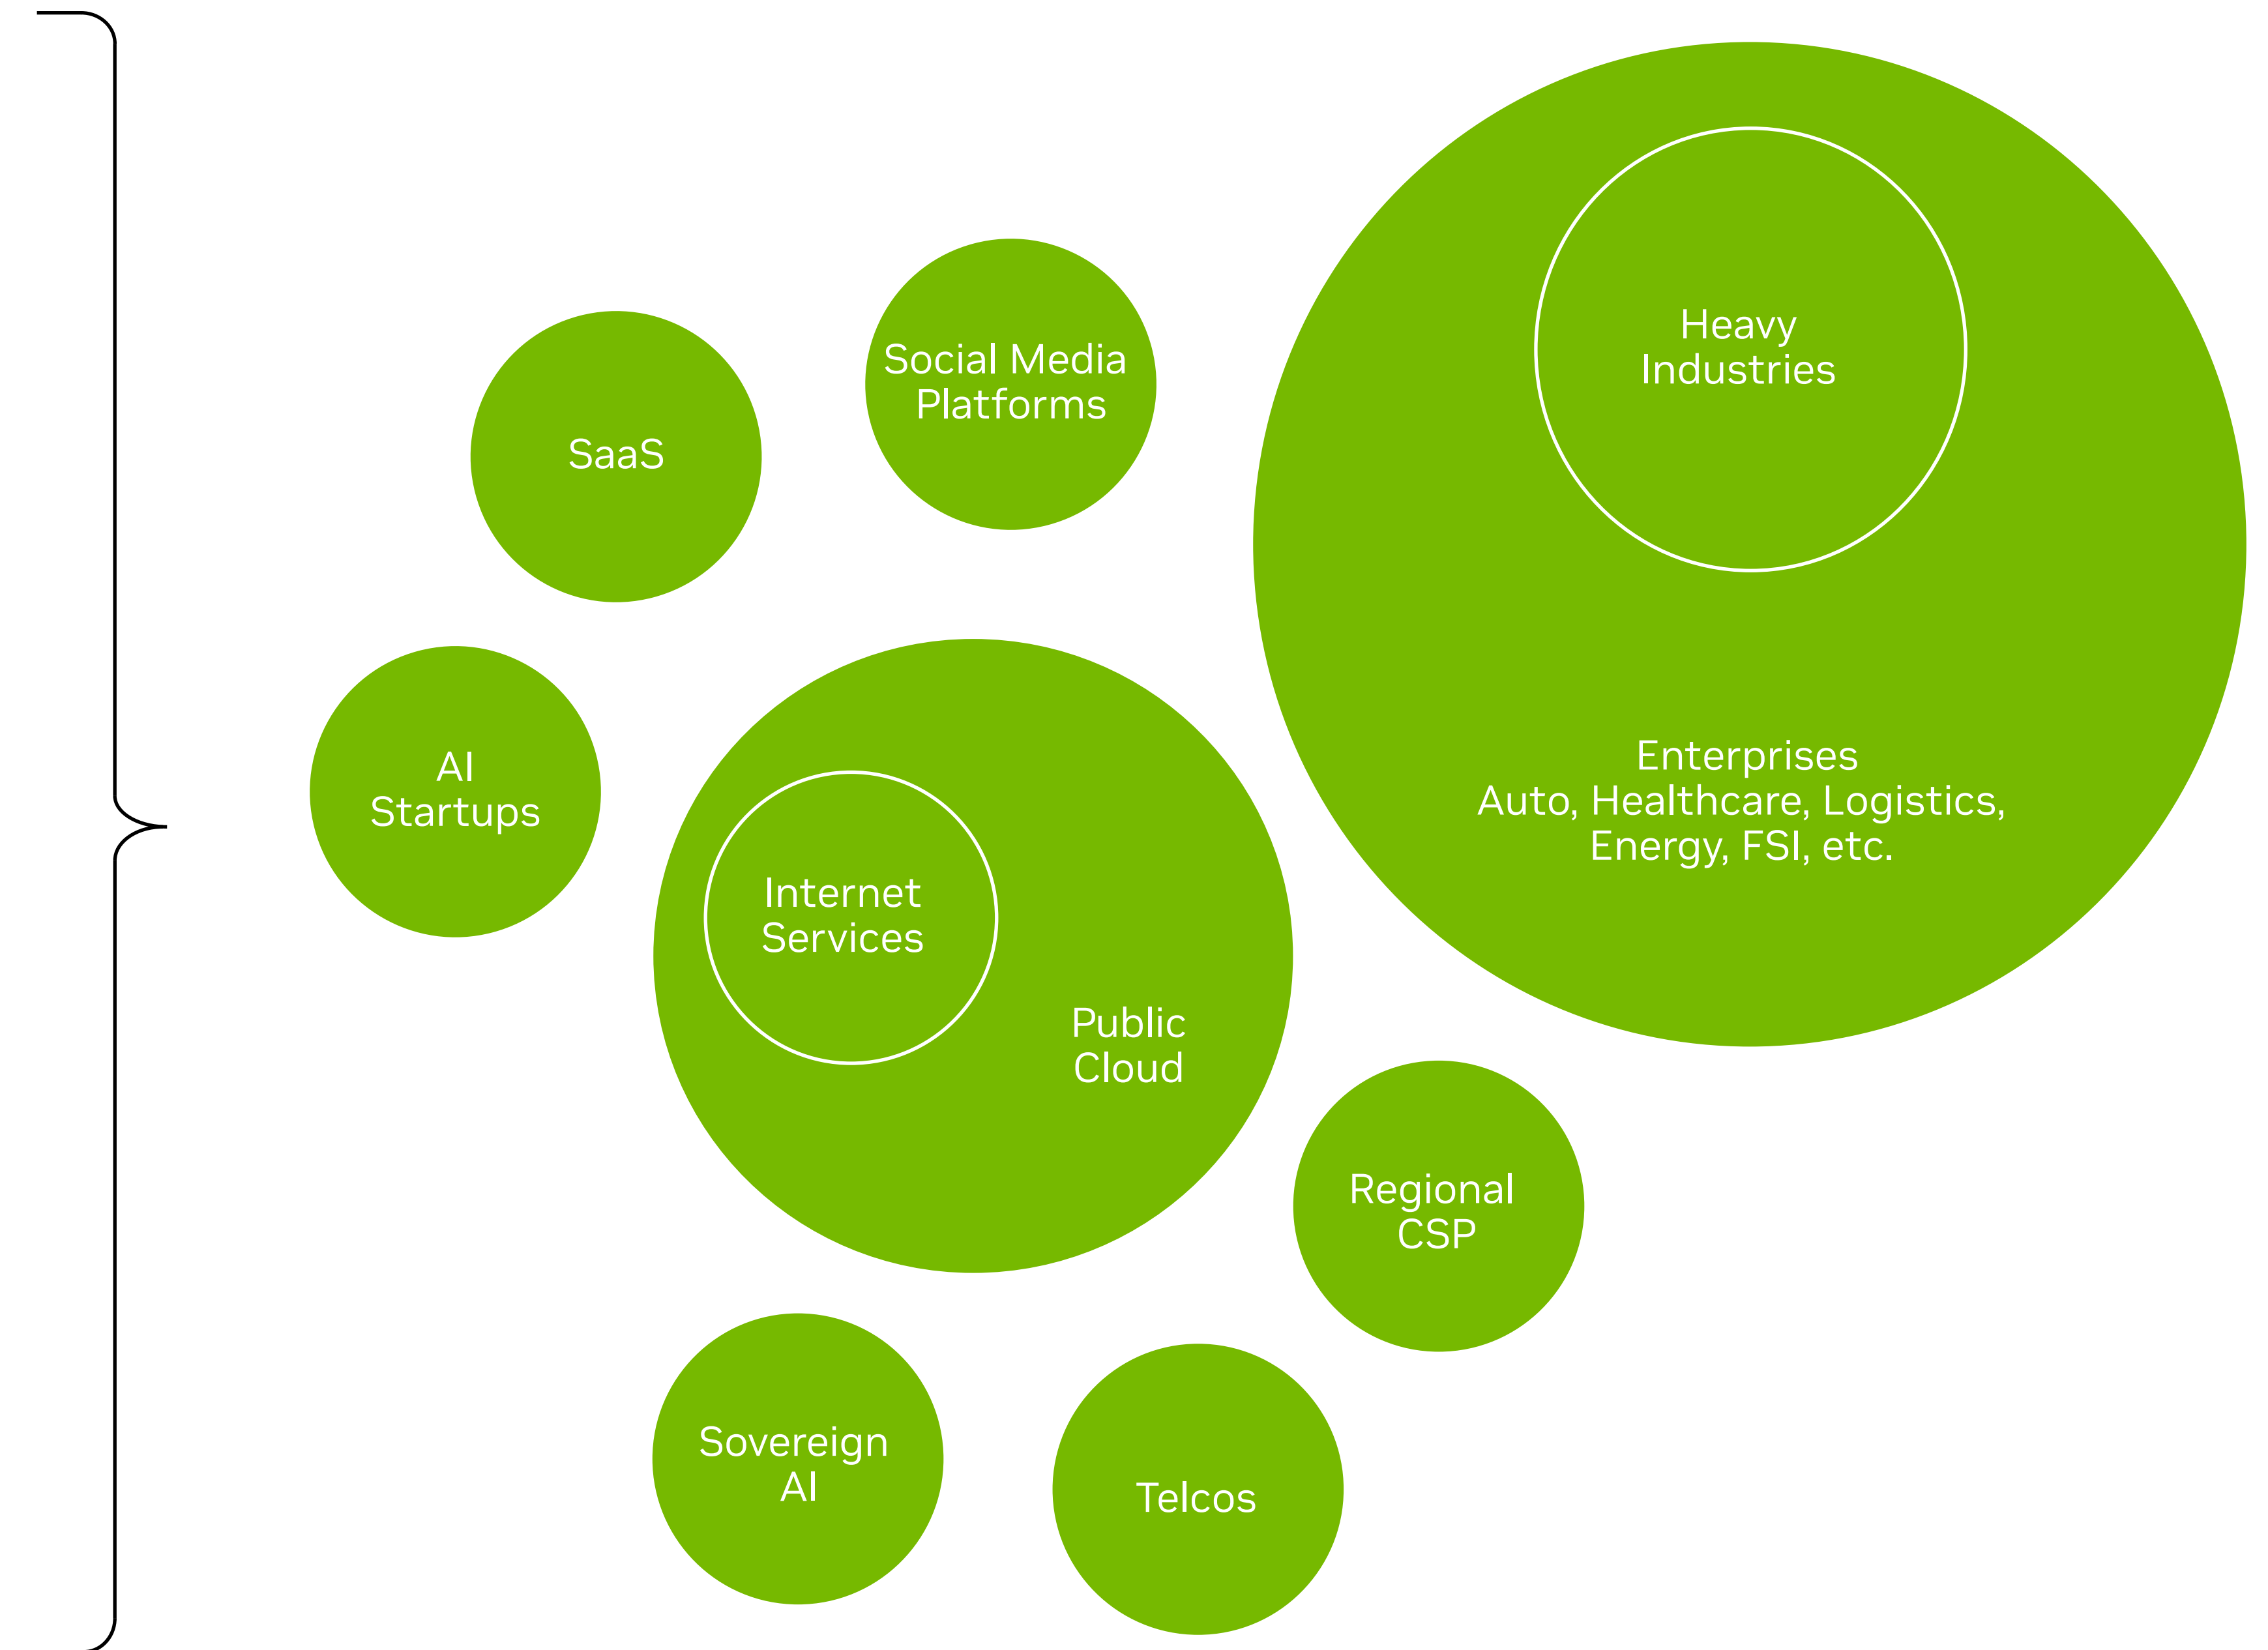 Social Media
Platforms
SaaS
Heavy
Industries
AI
Startups
Enterprises
Auto, Healthcare, Logistics,
Energy, FSI, etc.
Internet
Services
Public
Cloud
Regional
CSP
Sovereign
AI
Telcos